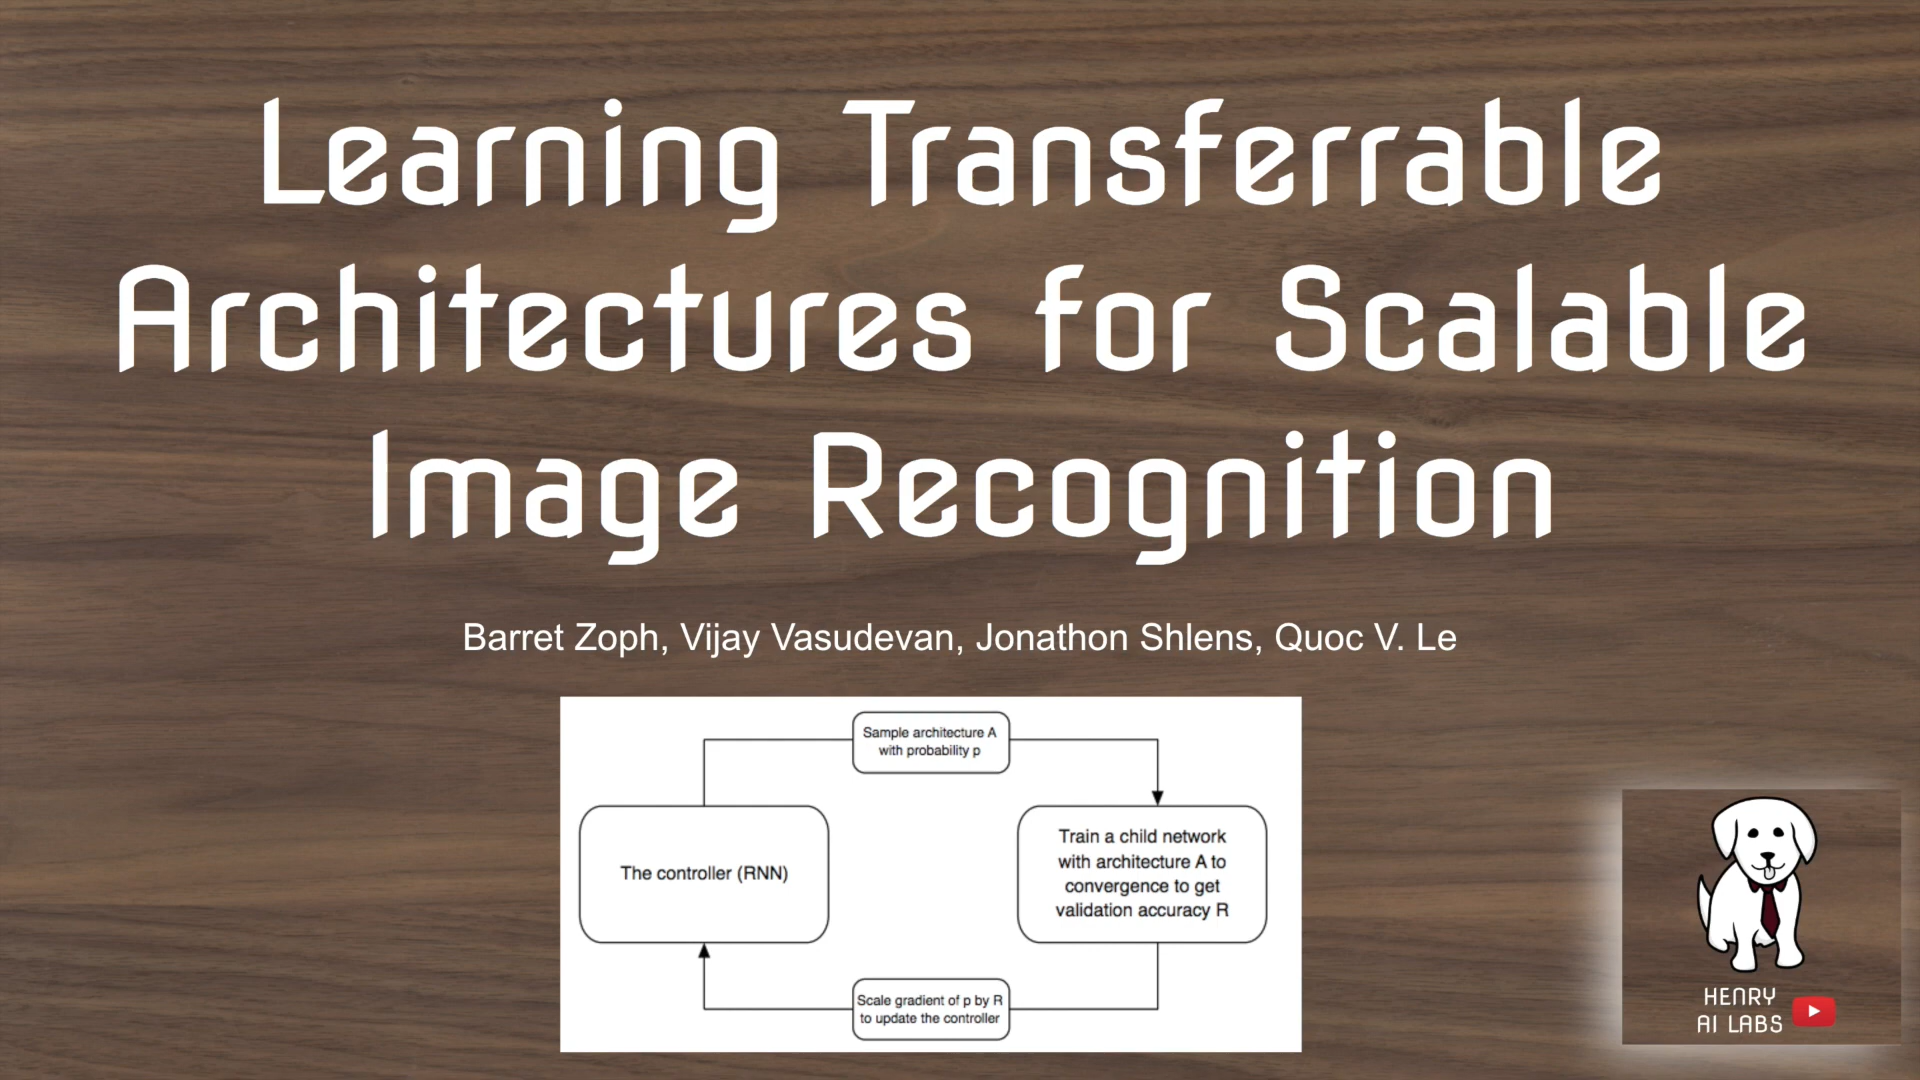 Learning Transferrable
Architectures for Scalable
Image Recognition
Barret Zoph, Vijay Vasudevan, Jonathon Shlens, Quoc V. Le
Sample architecture A
with probability p
The controller (RNN)
Train a child network
with architecture A to
convergence to get
validation accuracy R
Scale gradient of p by R
to update the controller
HENRY
AI LABS